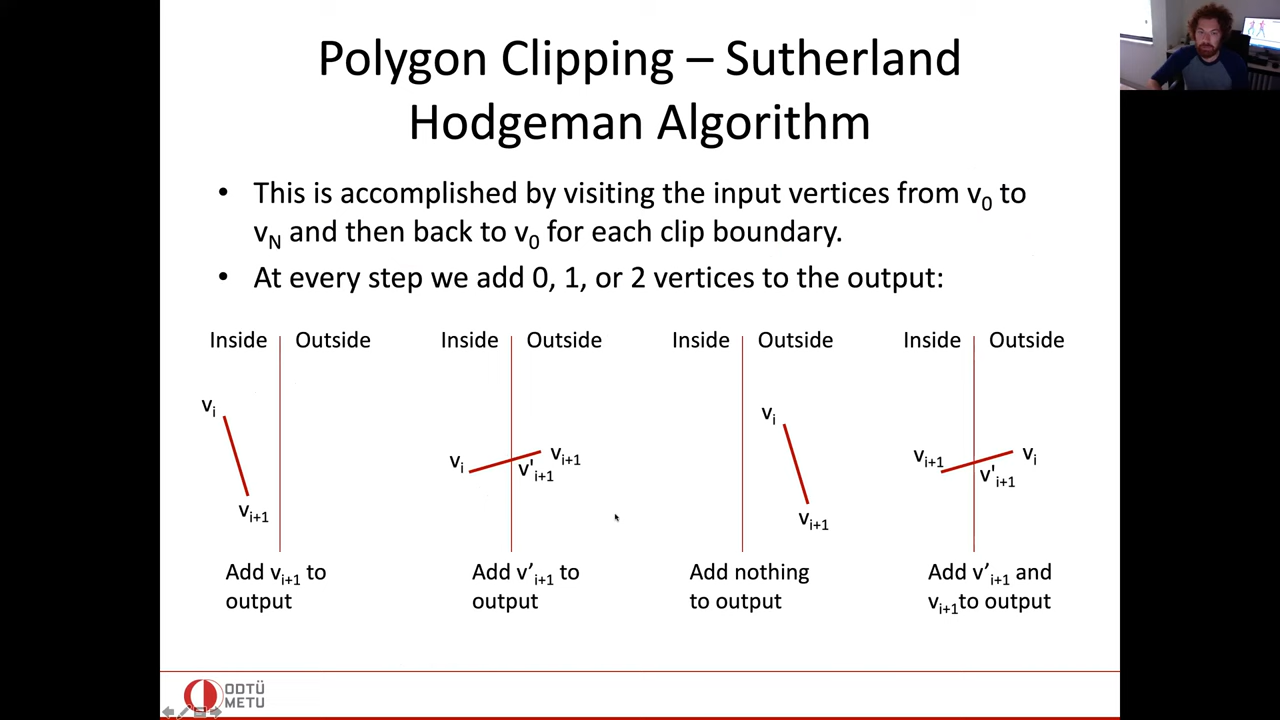 Polygon Clipping – Sutherland
Hodgeman Algorithm
• This is accomplished by visiting the input vertices from v0 to
vN and then back to v0 for each clip boundary.
• At every step we add 0, 1, or 2 vertices to the output:
Inside Outside Inside Outside Inside Outside Inside Outside
vi
vi+1
vi
vi+1
v'i+1
vi
vi+1
vi+1
vi
v'i+1
Add vi+1 to
output
Add v’i+1 to
output
Add nothing
to output
Add v’i+1 and
vi+1to output
ODTÜ
METU